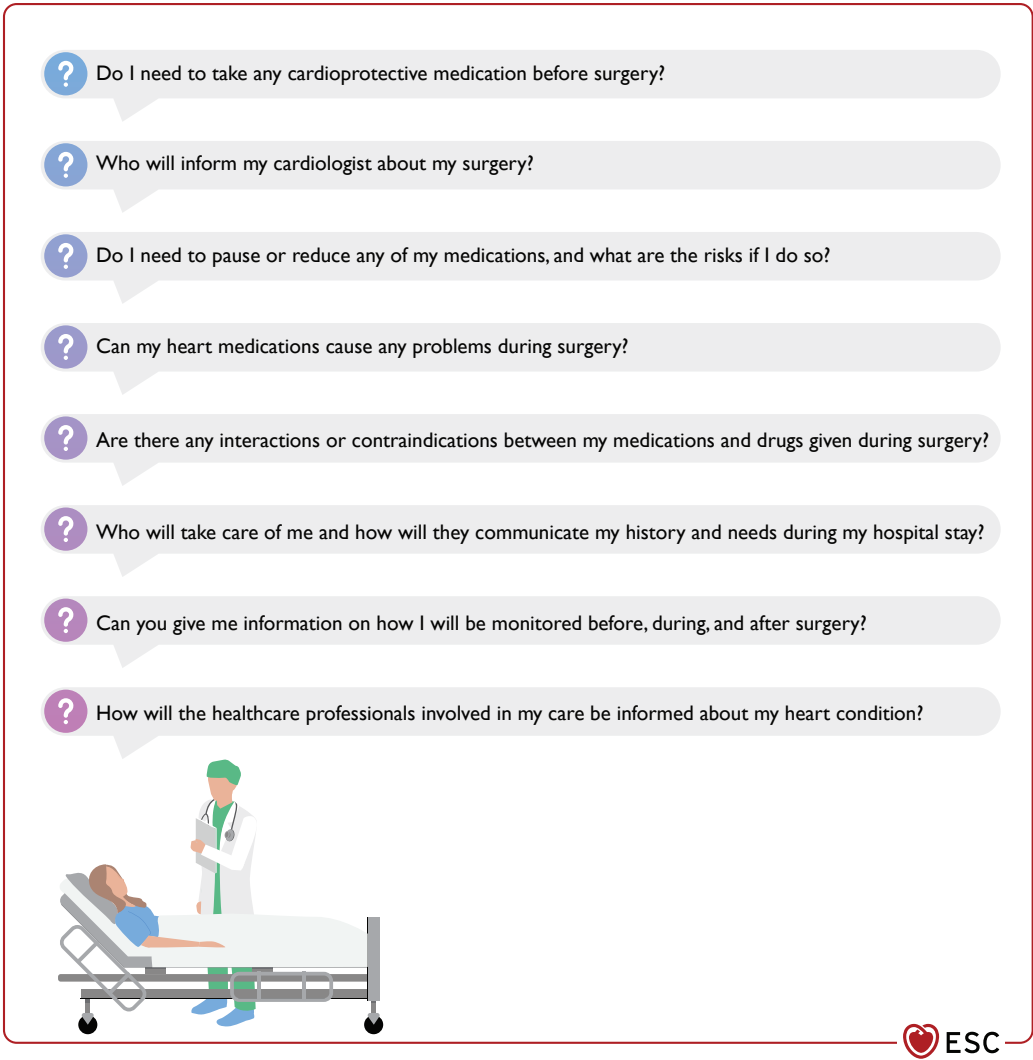 ? Do I need to take any cardioprotective medication before surgery?
? Who will inform my cardiologist about my surgery?
? Do I need to pause or reduce any of my medications, and what are the risks if I do so?
? Can my heart medications cause any problems during surgery?
? Are there any interactions or contraindications between my medications and drugs given during surgery?
? Who will take care of me and how will they communicate my history and needs during my hospital stay?
? Can you give me information on how I will be monitored before, during, and after surgery?
? How will the healthcare professionals involved in my care be informed about my heart condition?
ESC